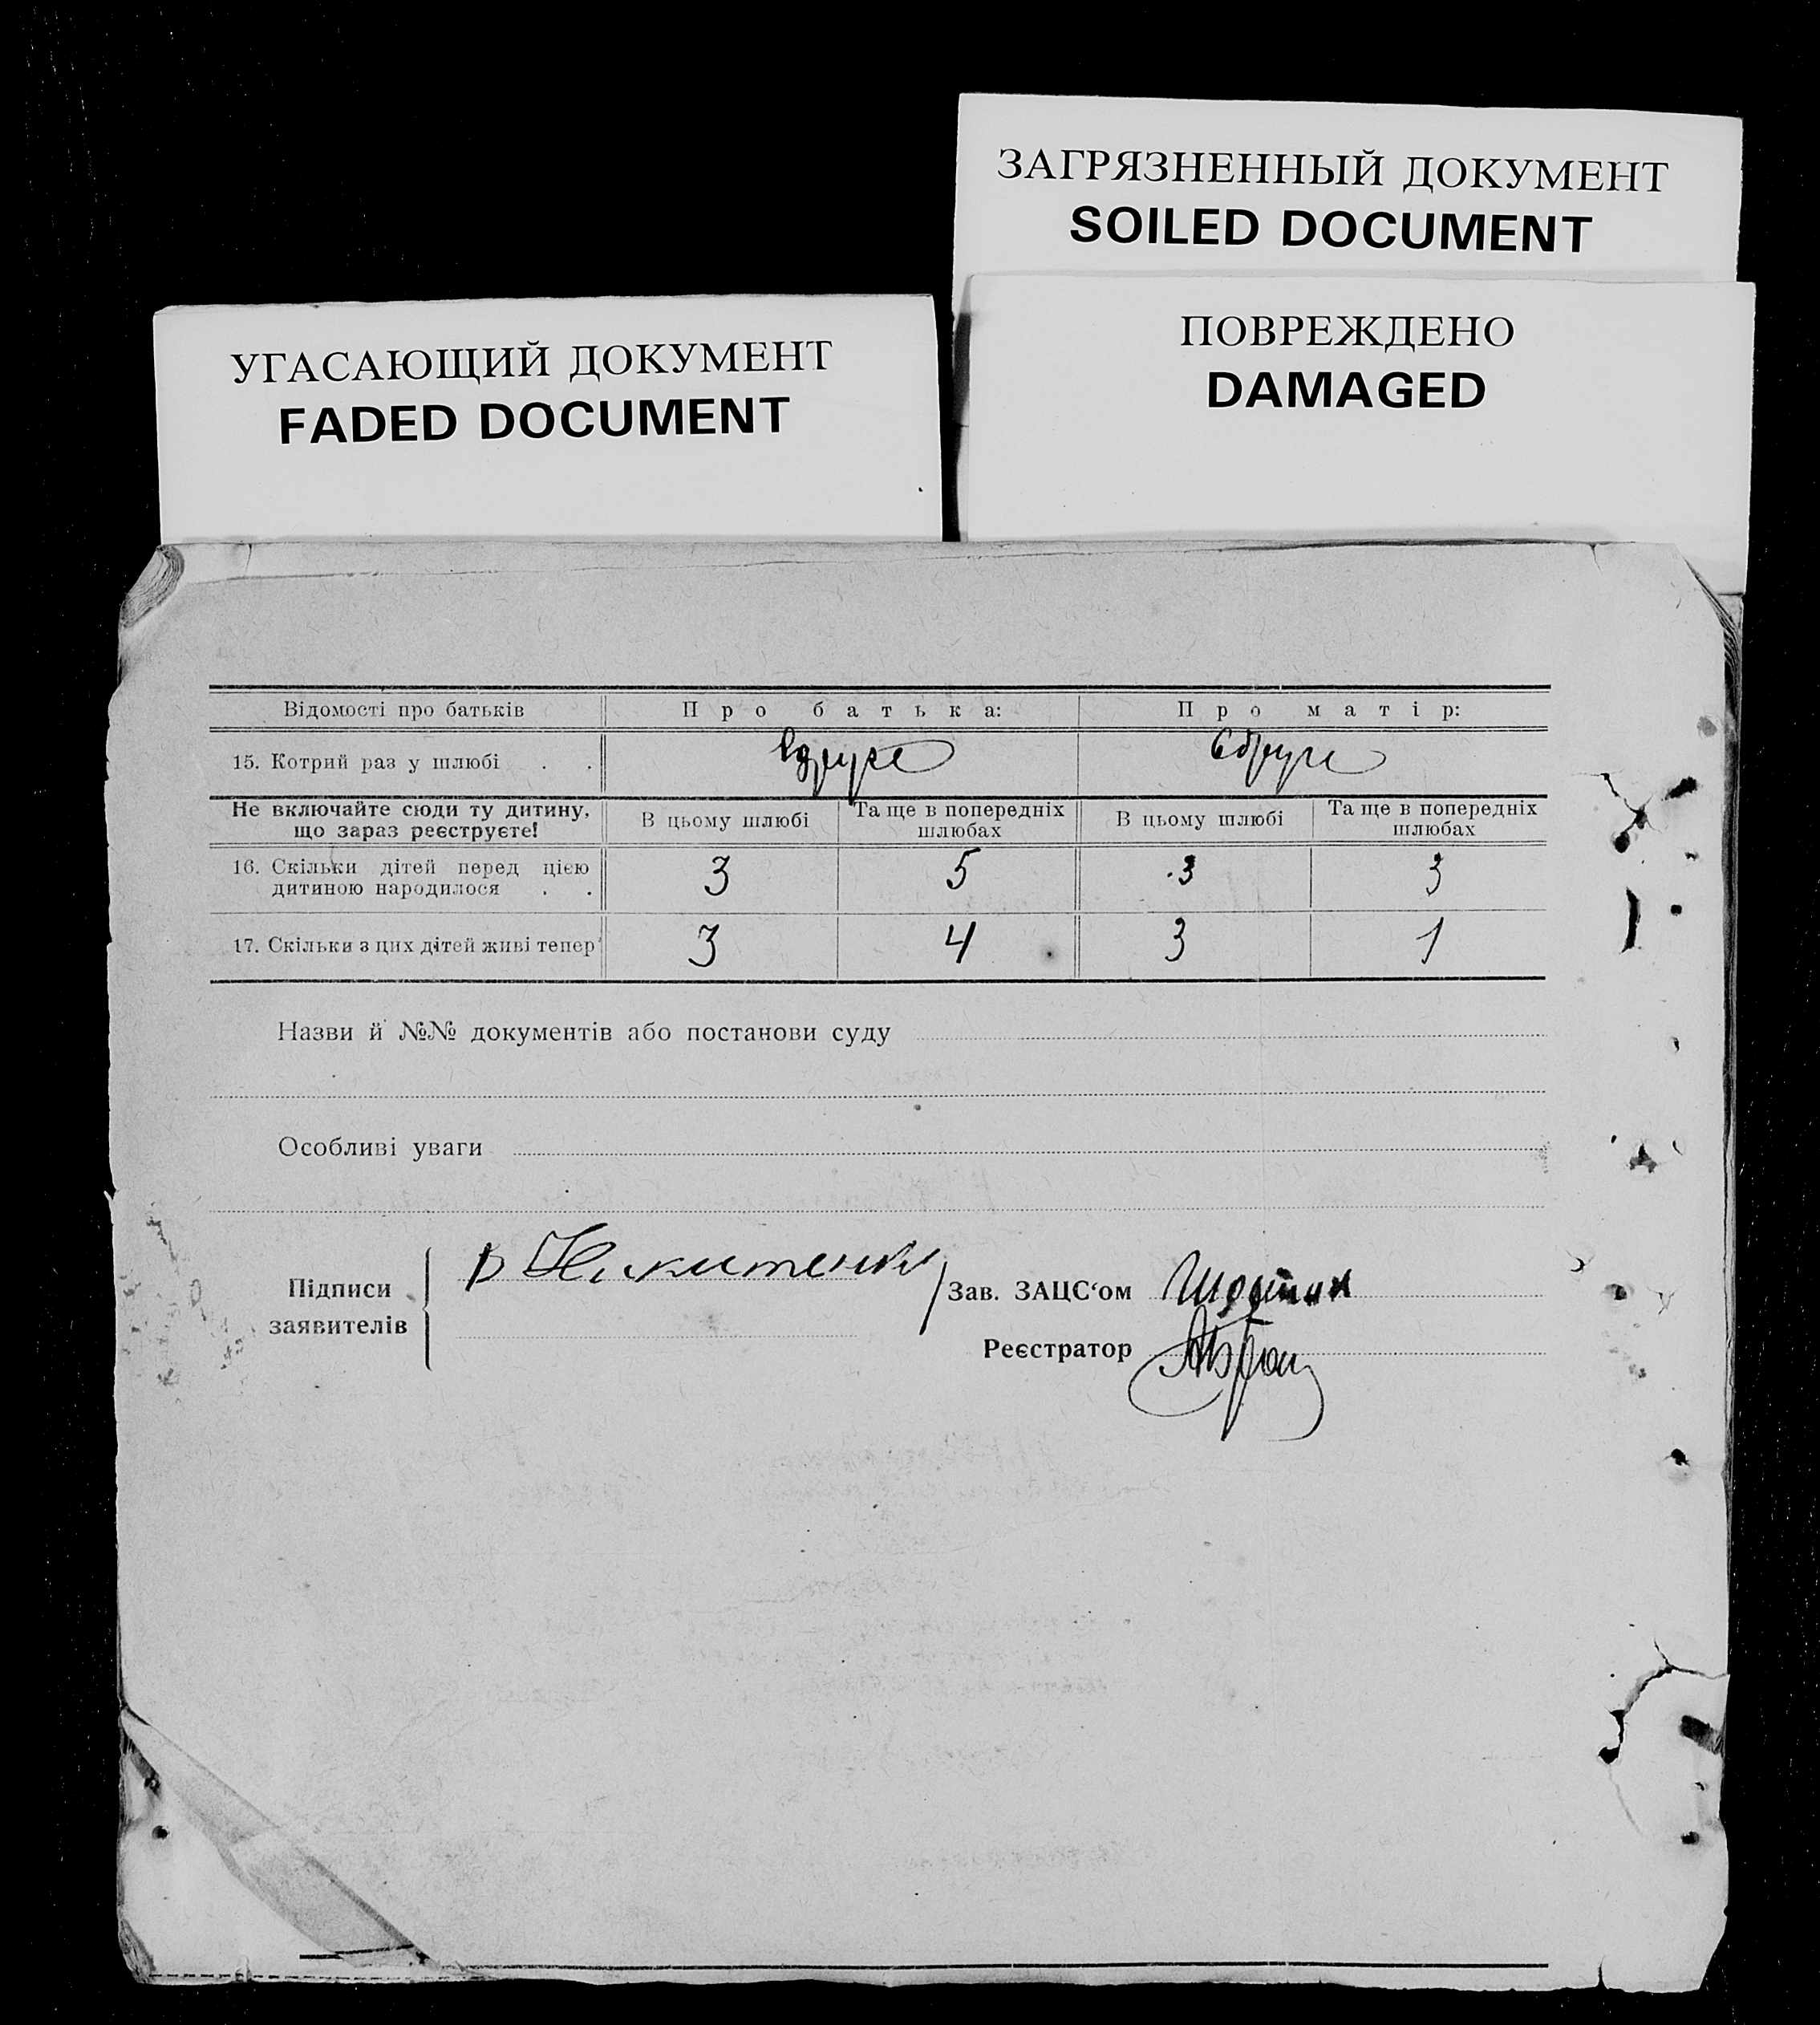 ЗАГРЯЗНЕННЫЙ ДОКУМЕНТ
SOILED DOCUMENT
УГАСАЮЩИЙ ДОКУМЕНТ
FADED DOCUMENT
ПОВРЕЖДЕНО
DAMAGED
Відомості про батьків Про батька: Про матір:
15. Котрий раз у шлюбі . . Вдруге Вдруге
Не включайте сюди ту дитину, що зараз реєструєте! В цьому шлюбі Та ще в попередніх шлюбах В цьому шлюбі Та ще в попередніх шлюбах
16. Скільки дітей перед цією
дитиною народилося . . 3 5 3 3
17. Скільки з цих дітей живі тепер 3 4 3 1
Назви й №№ документів або постанови суду
Особливі уваги
Підписи
заявителів
В Никитенко
Зав. ЗАЦС‘ом
Реєстратор